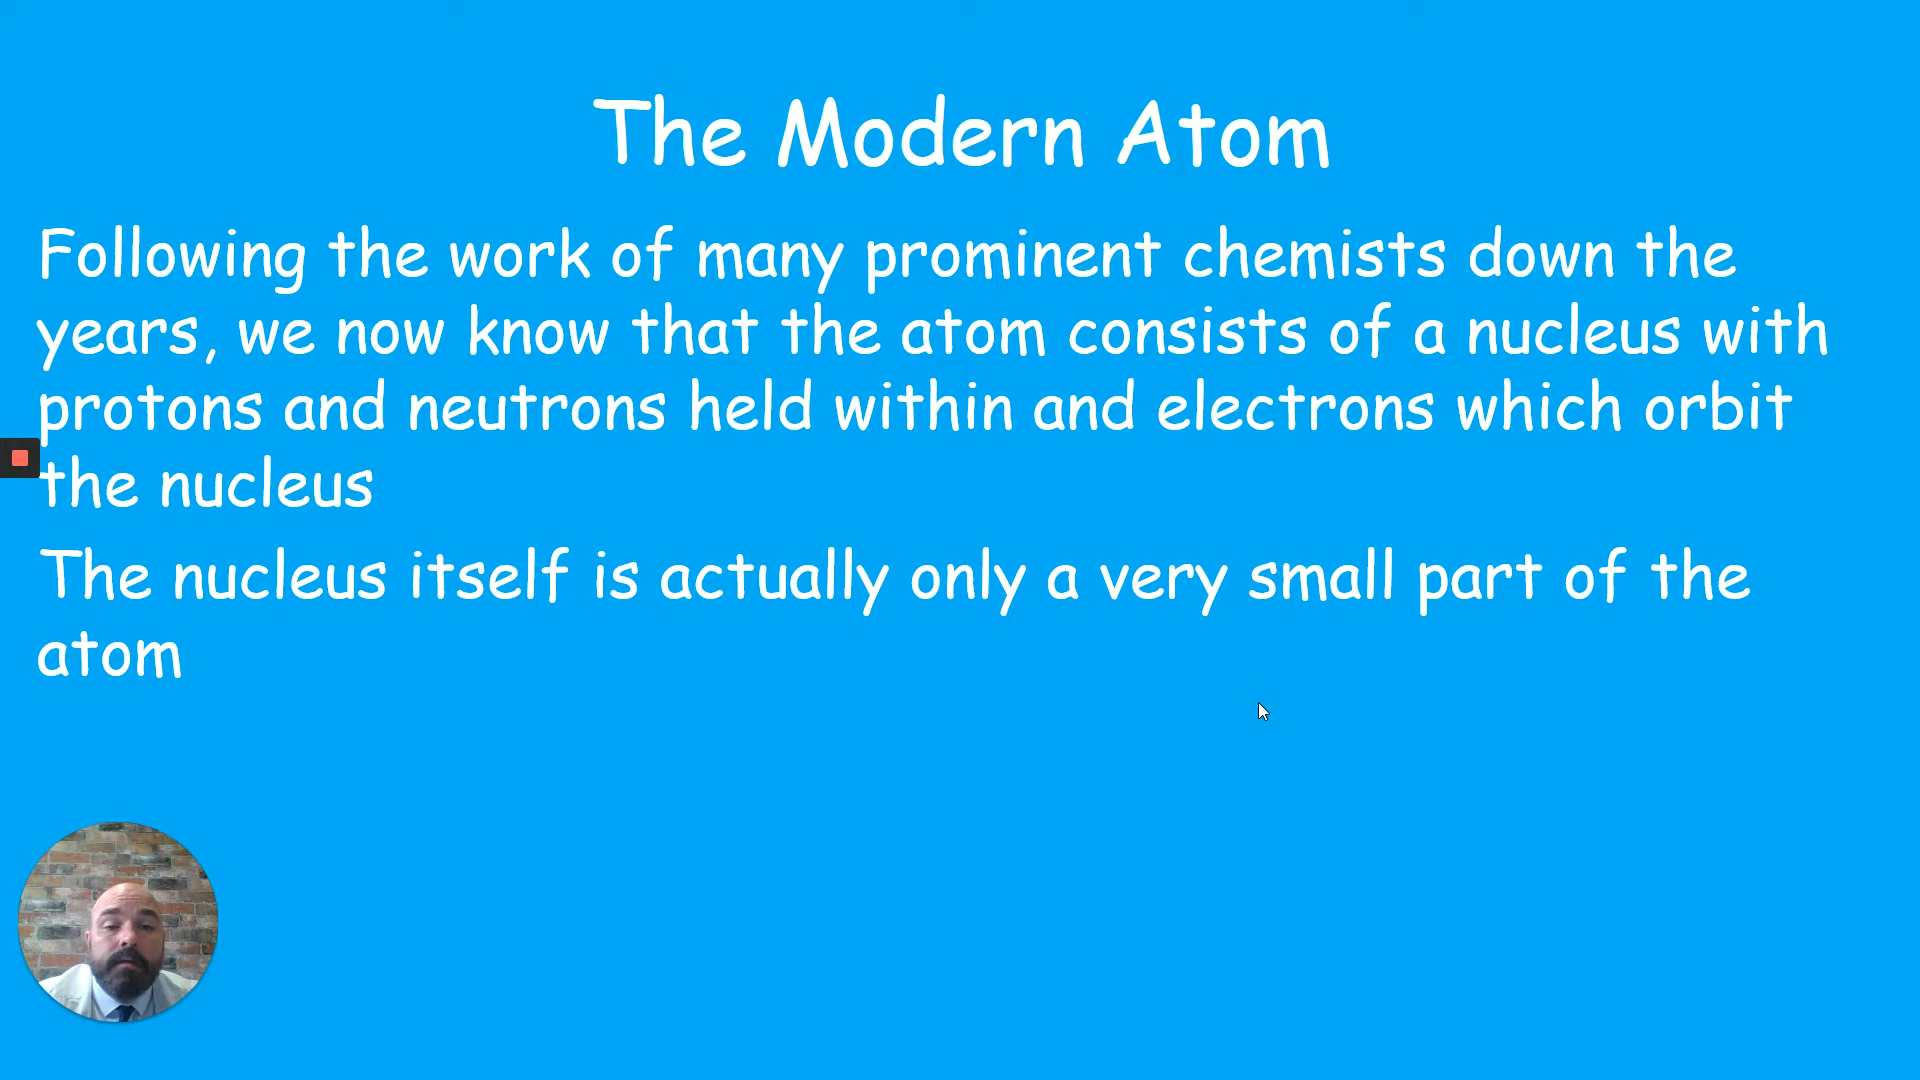 The Modern Atom
Following the work of many prominent chemists down the
years, we now know that the atom consists of a nucleus with
protons and neutrons held within and electrons which orbit
the nucleus
The nucleus itself is actually only a very small part of the
atom